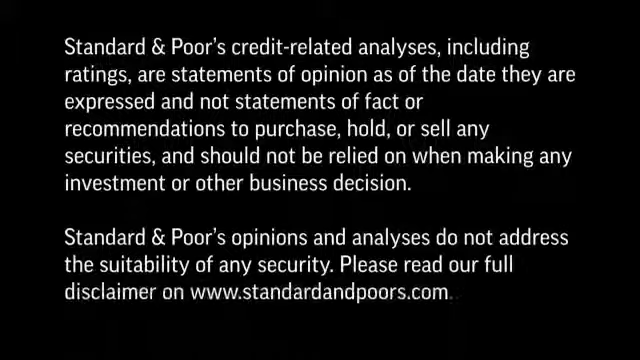 Standard & Poor's credit-related analyses, including
ratings, are statements of opinion as of the date they are
expressed and not statements of fact or
recommendations to purchase, hold, or sell any
securities, and should not be relied on when making any
investment or other business decision.
Standard & Poor's opinions and analyses do not address
the suitability of any security. Please read our full
disclaimer on www.standardandpoors.com.